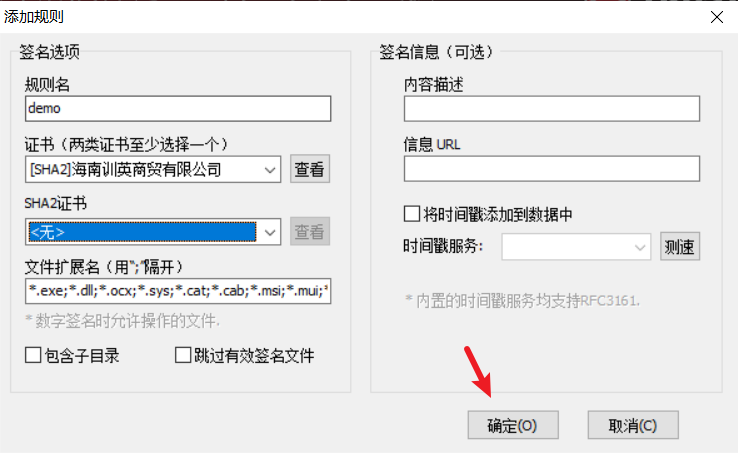 添加规则
签名选项
规则名
demo
证书（两类证书至少选择一个）
[SHA2]海南训英商贸有限公司
查看
SHA2证书
<无>
查看
文件扩展名（用“;”隔开）
*.exe;*.dll;*.ocx;*.sys;*.cat;*.cab;*.msi;*.mui;*
* 数字签名时允许操作的文件.
包含子目录
跳过有效签名文件
签名信息（可选）
内容描述
信息 URL
将时间戳添加到数据中
时间戳服务:
测速
* 内置的时间戳服务均支持RFC3161.
确定(O)
取消(C)